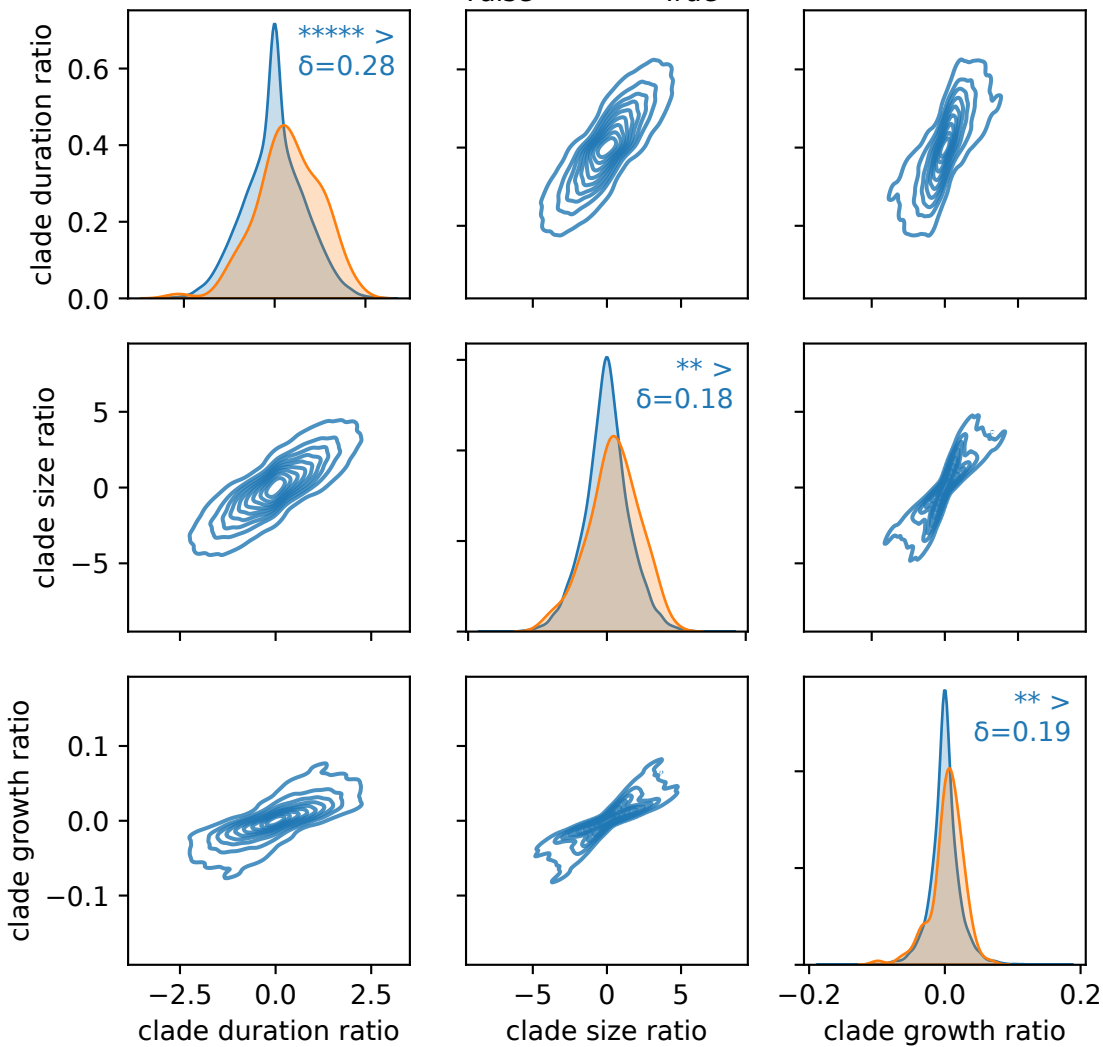 clade duration ratio
0.6
0.4
0.2
0.0
***** >
δ=0.28
clade size ratio
5
0
−5
** >
δ=0.18
clade growth ratio
0.1
0.0
−0.1
** >
δ=0.19
−2.5 0.0 2.5
−5 0 5
−0.2 0.0 0.2
clade duration ratio
clade size ratio
clade growth ratio